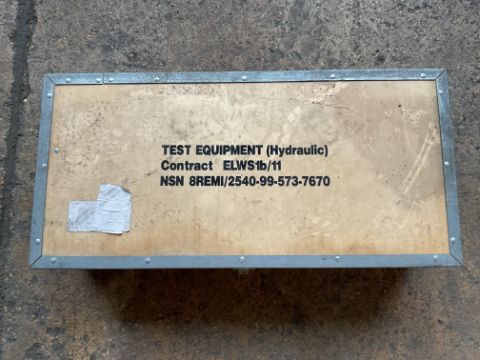 TEST EQUIPMENT (Hydraulic)
Contract ELWS1b/11
NSN 8REMI/2540-99-573-7670